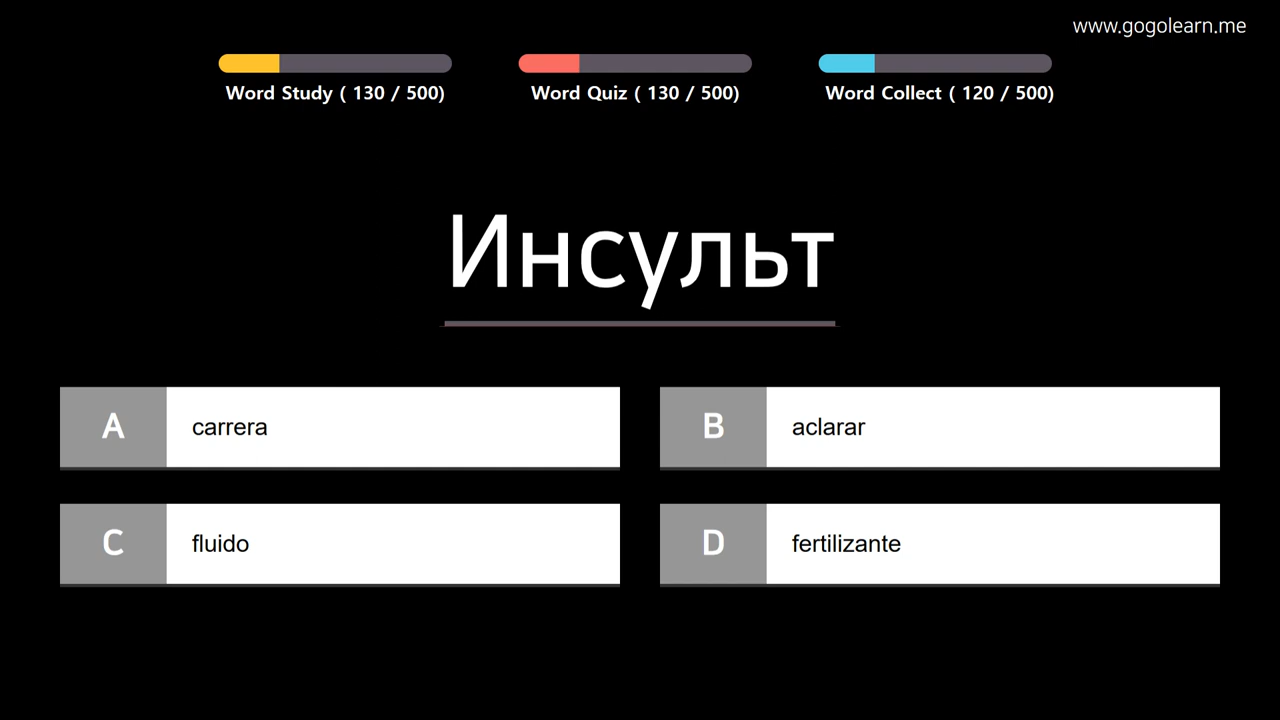 www.gogolearn.me
Word Study ( 130 / 500)
Word Quiz ( 130 / 500)
Word Collect ( 120 / 500)
Инсульт
A carrera
B aclarar
C fluido
D fertilizante